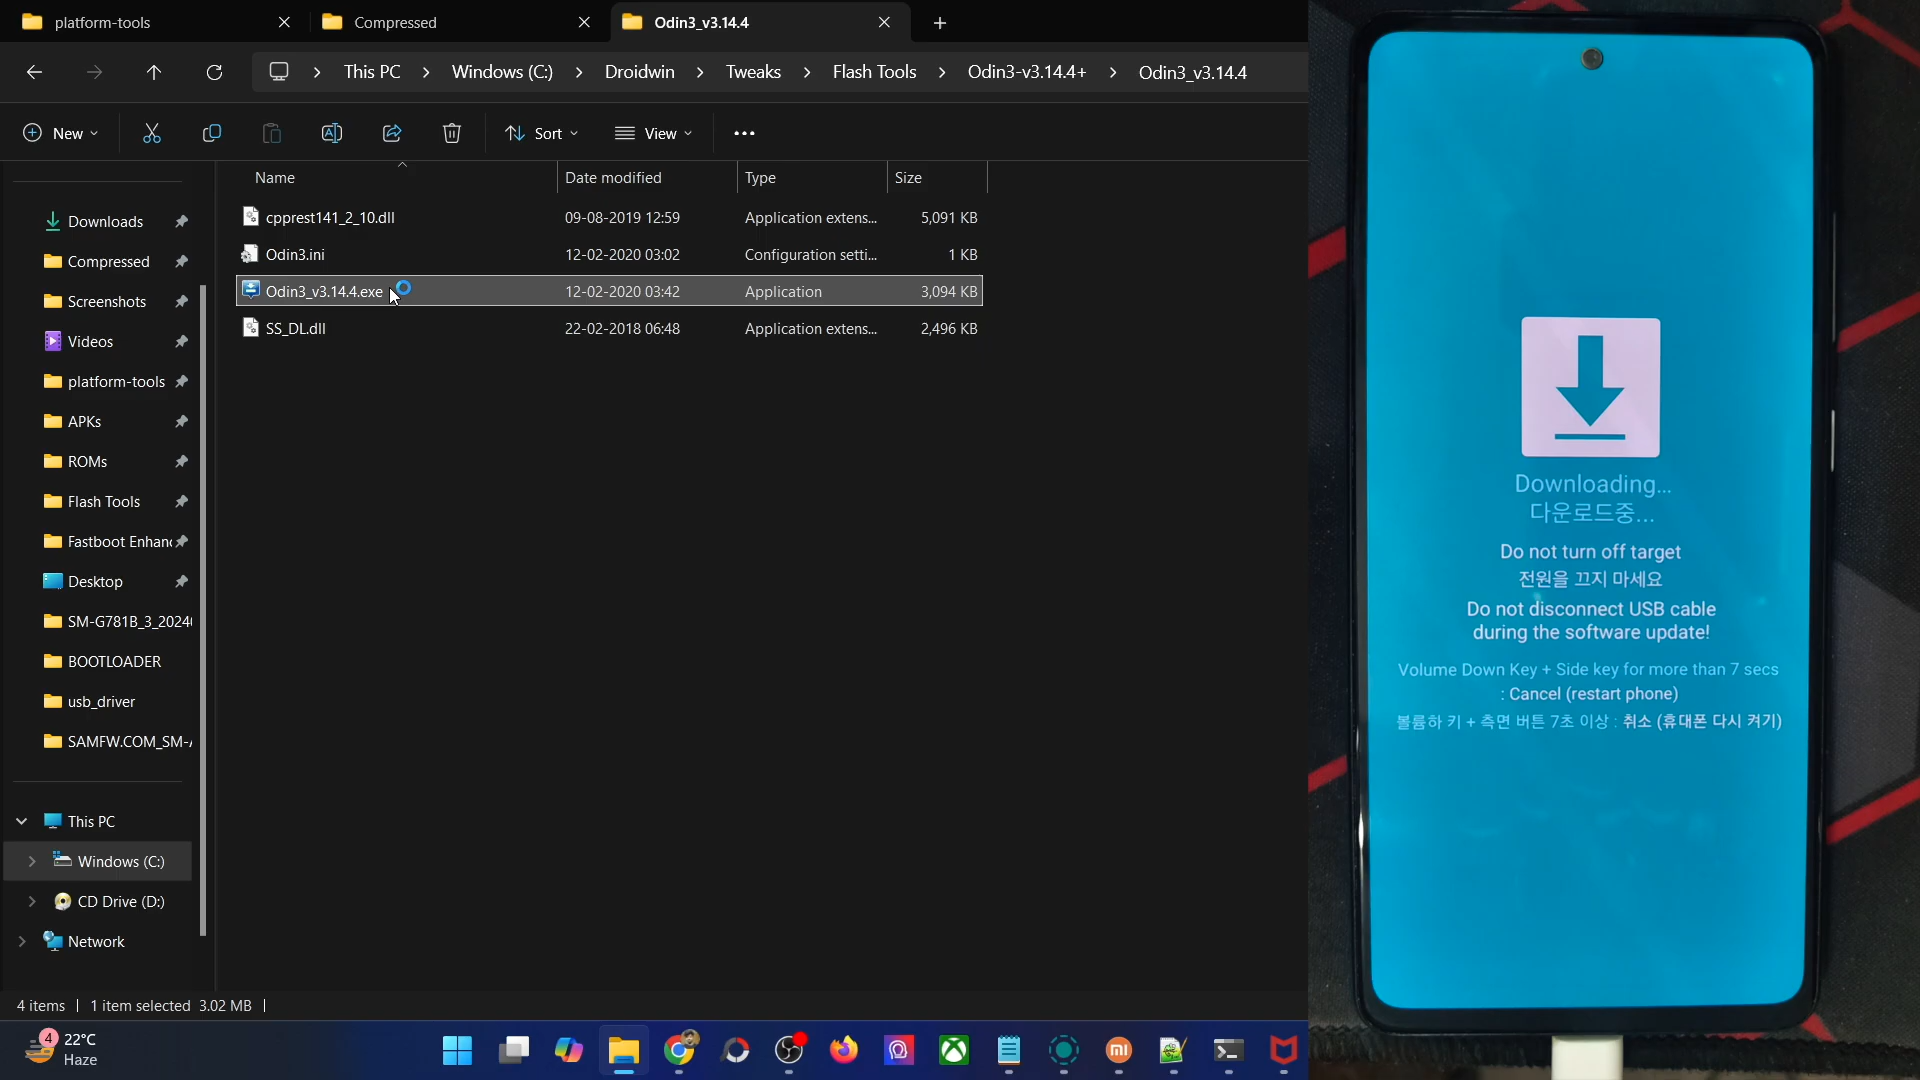 platform-tools
Compressed
Odin3_v3.14.4
This PC > Windows (C:) > Droidwin > Tweaks > Flash Tools > Odin3-v3.14.4+ > Odin3_v3.14.4
New
Sort
View
Name
Date modified
Type
Size
cpprest141_2_10.dll 09-08-2019 12:59 Application extens... 5,091 KB
Odin3.ini 12-02-2020 03:02 Configuration setti... 1 KB
Odin3_v3.14.4.exe 12-02-2020 03:42 Application 3,094 KB
SS_DL.dll 22-02-2018 06:48 Application extens... 2,496 KB
Downloads
Compressed
Screenshots
Videos
platform-tools
APKs
ROMs
Flash Tools
Fastboot Enhanc
Desktop
SM-G781B_3_2024
BOOTLOADER
usb_driver
SAMFW.COM_SM-
This PC
Windows (C:)
CD Drive (D:)
Network
4 items
1 item selected 3.02 MB
4
22°C
Haze
mi
Downloading...
다운로드중...
Do not turn off target
전원을 끄지 마세요
Do not disconnect USB cable
during the software update!
Volume Down Key + Side key for more than 7 secs
: Cancel (restart phone)
볼륨하 키 + 측면 버튼 7초 이상 : 취소 (휴대폰 다시 켜기)